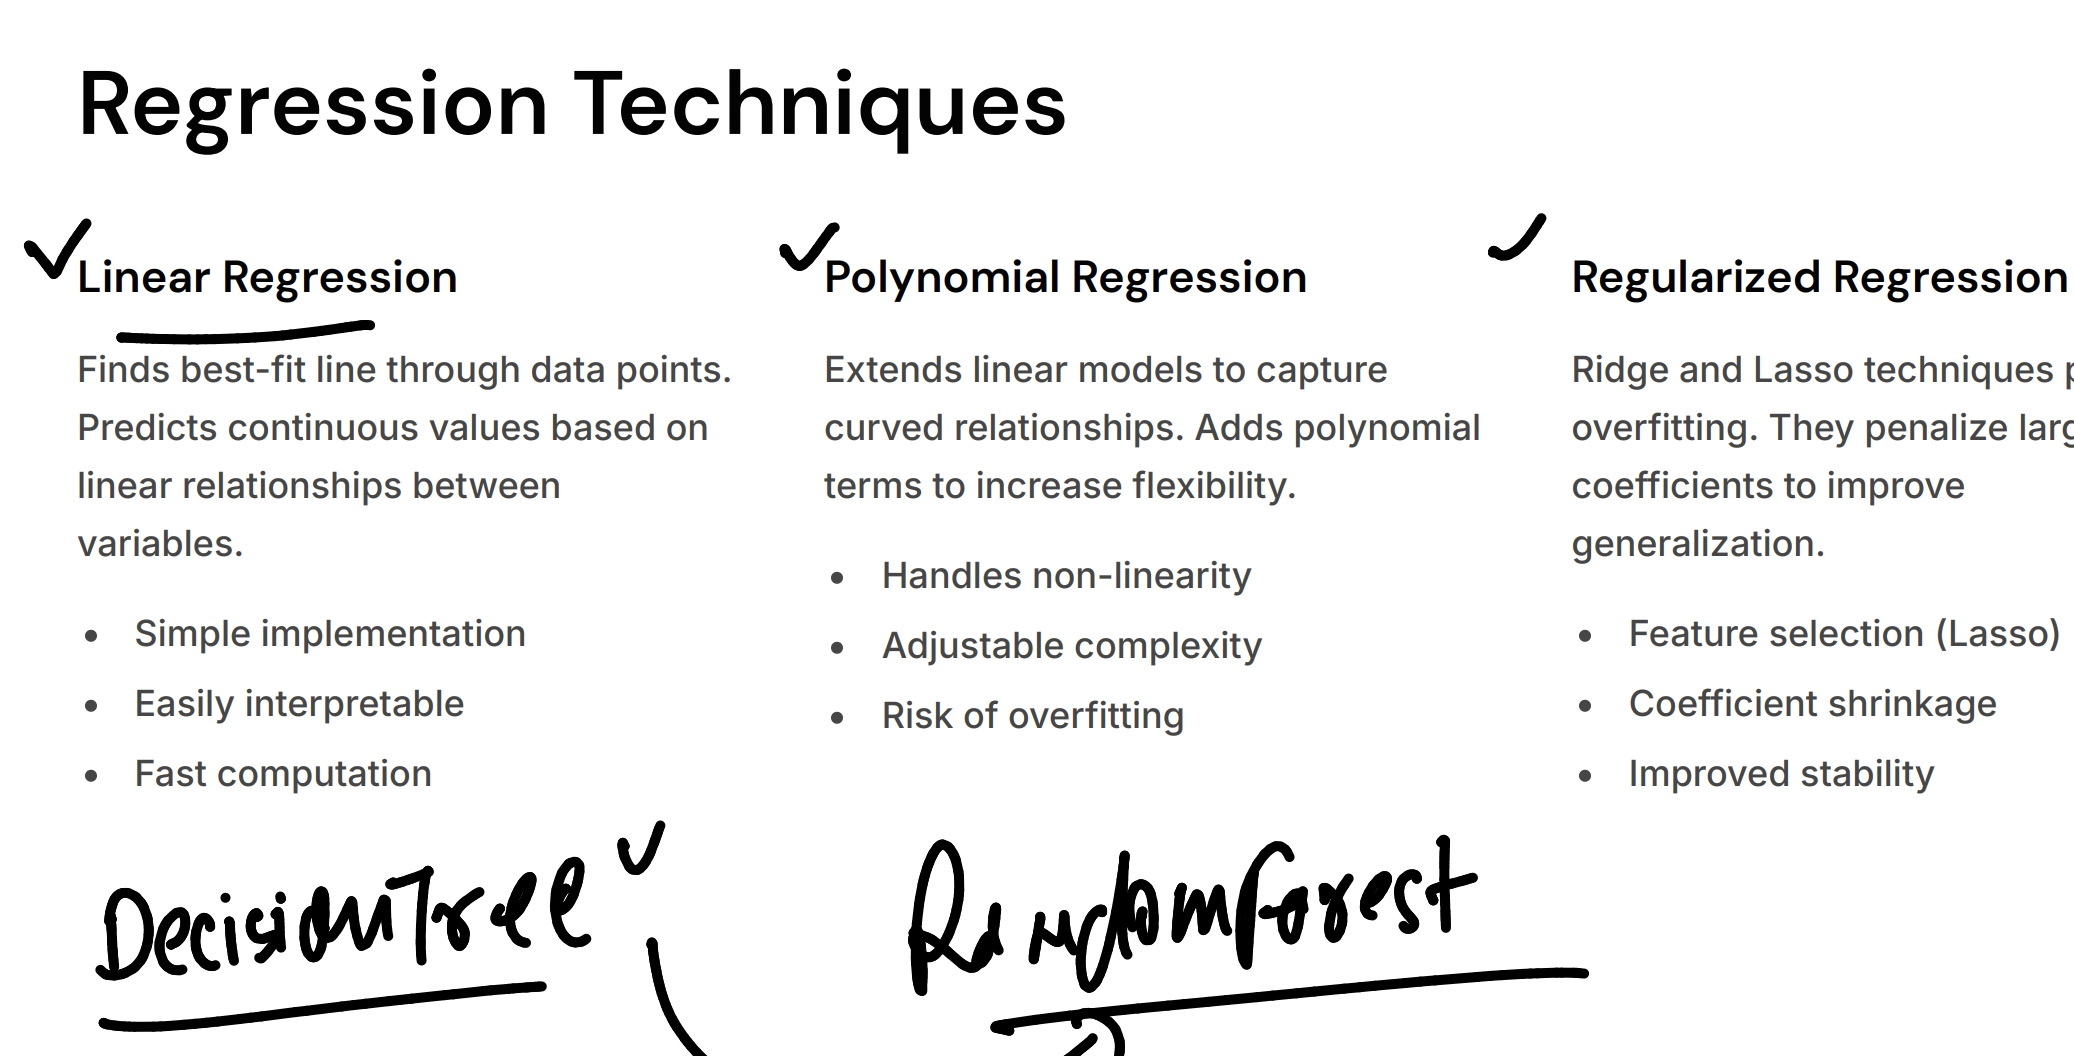 Regression Techniques
Linear Regression
Finds best-fit line through data points.
Predicts continuous values based on
linear relationships between
variables.
• Simple implementation
• Easily interpretable
• Fast computation
Polynomial Regression
Extends linear models to capture
curved relationships. Adds polynomial
terms to increase flexibility.
• Handles non-linearity
• Adjustable complexity
• Risk of overfitting
Regularized Regression
Ridge and Lasso techniques
overfitting. They penalize
coefficients to improve
generalization.
• Feature selection (Lasso)
• Coefficient shrinkage
• Improved stability
DecisionTree
RandomForest